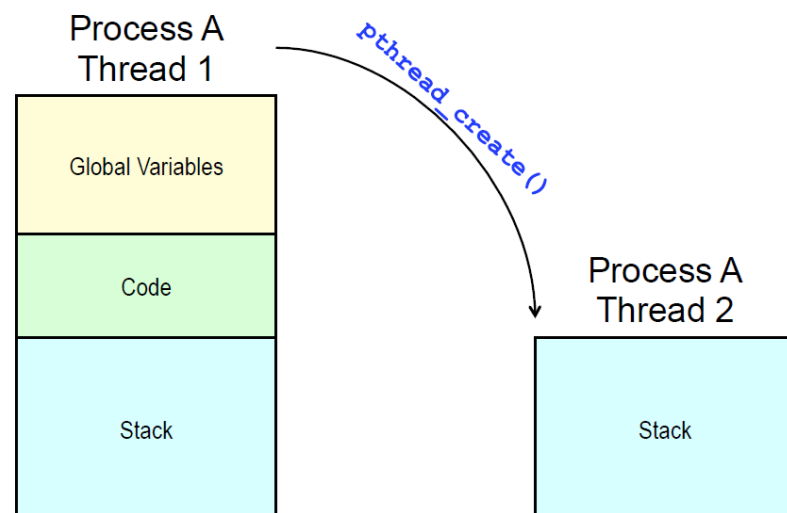 Process A
Thread 1
pthread_create()
Global Variables
Code
Process A
Thread 2
Stack
Stack